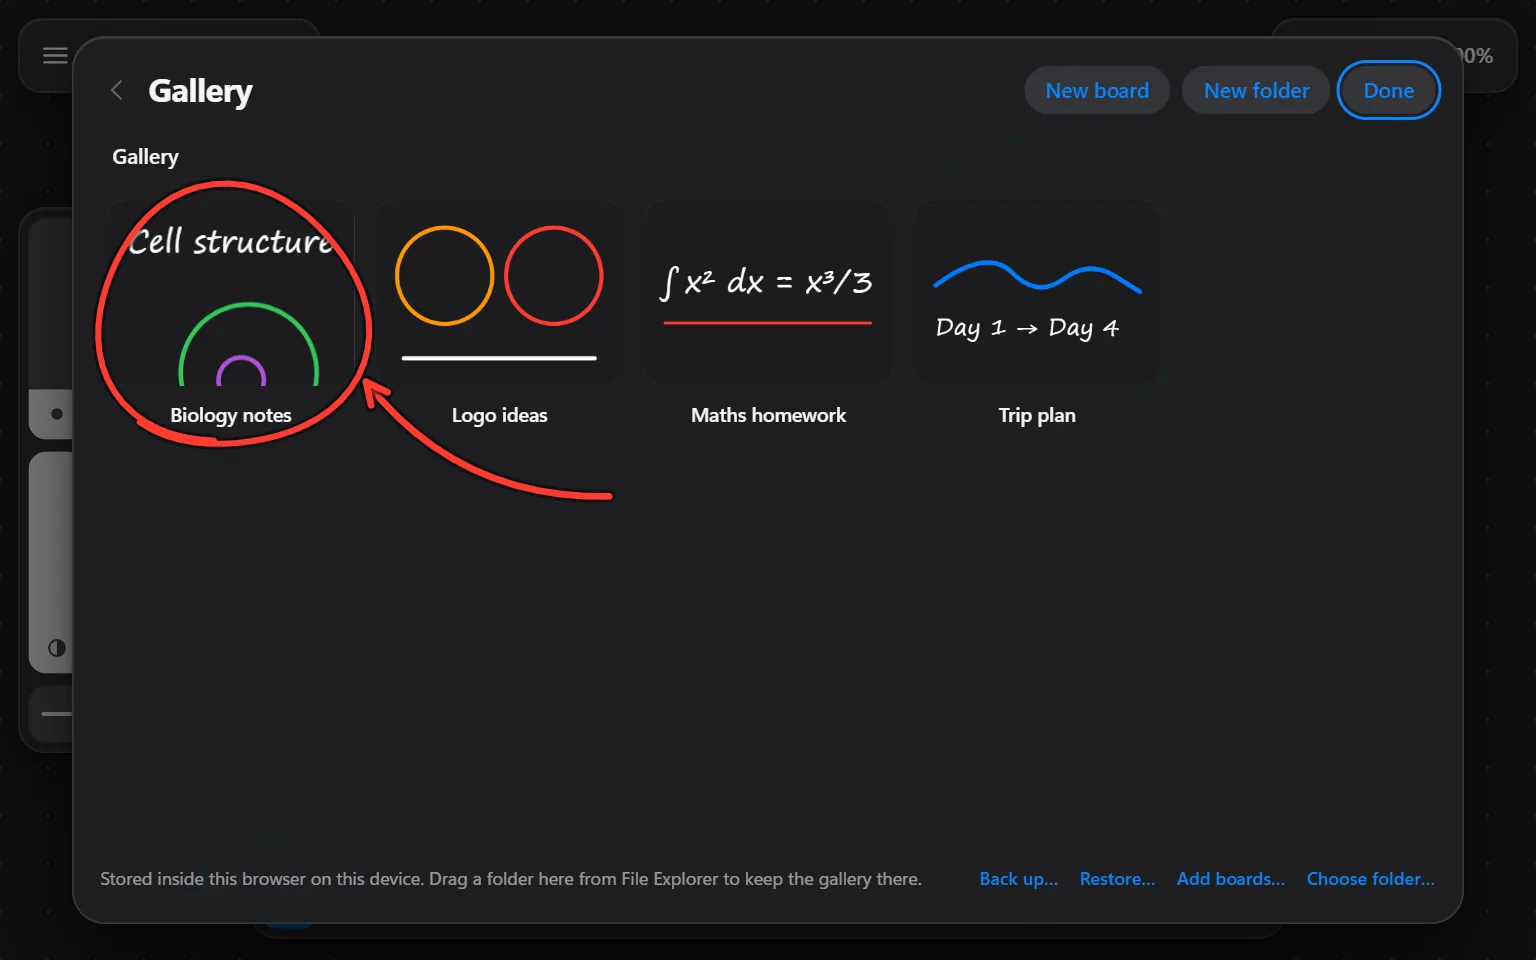 00%
Gallery
New board
New folder
Done
Gallery
Cell structure
∫ x² dx = x³/3
Day 1 → Day 4
Biology notes
Logo ideas
Maths homework
Trip plan
Stored inside this browser on this device. Drag a folder here from File Explorer to keep the gallery there.
Back up...
Restore...
Add boards...
Choose folder...